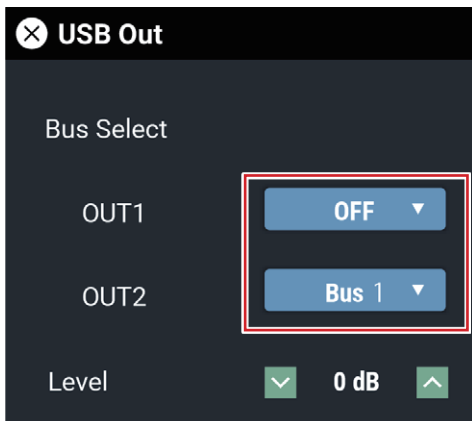 USB Out
Bus Select
OUT1 OFF
OUT2 Bus 1
Level 0 dB